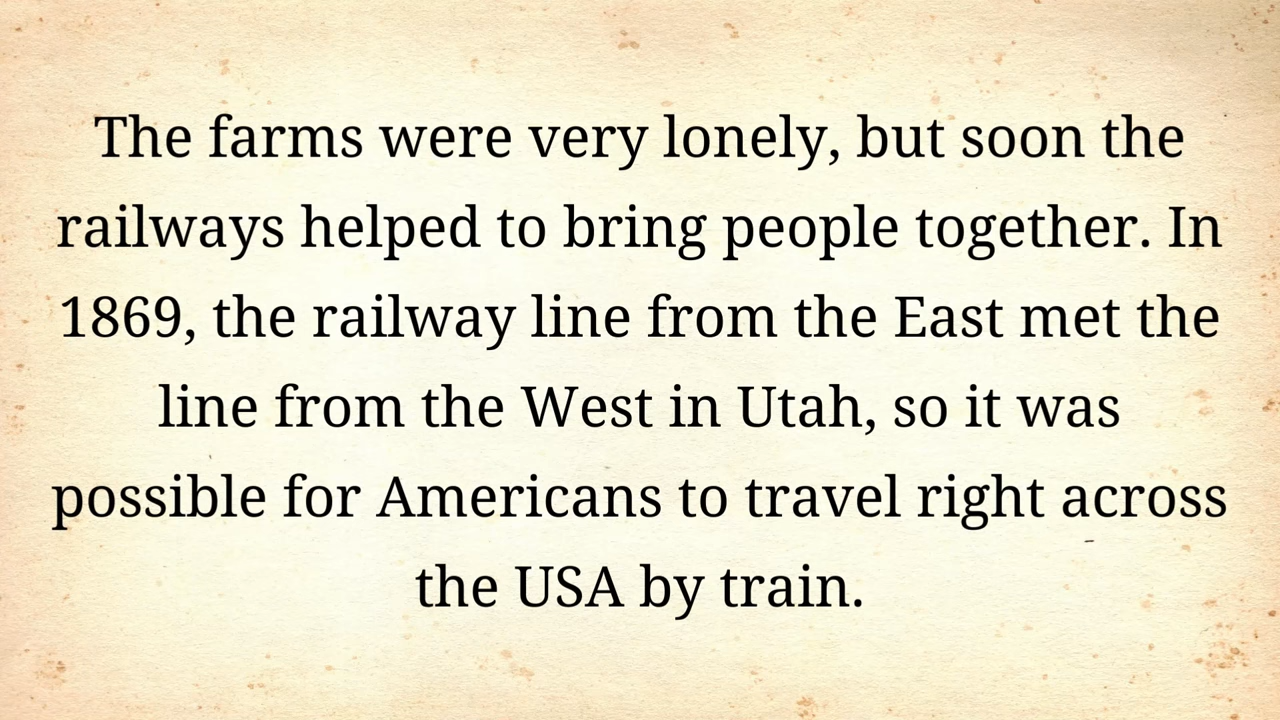 The farms were very lonely, but soon the
railways helped to bring people together. In
1869, the railway line from the East met the
line from the West in Utah, so it was
possible for Americans to travel right across
the USA by train.